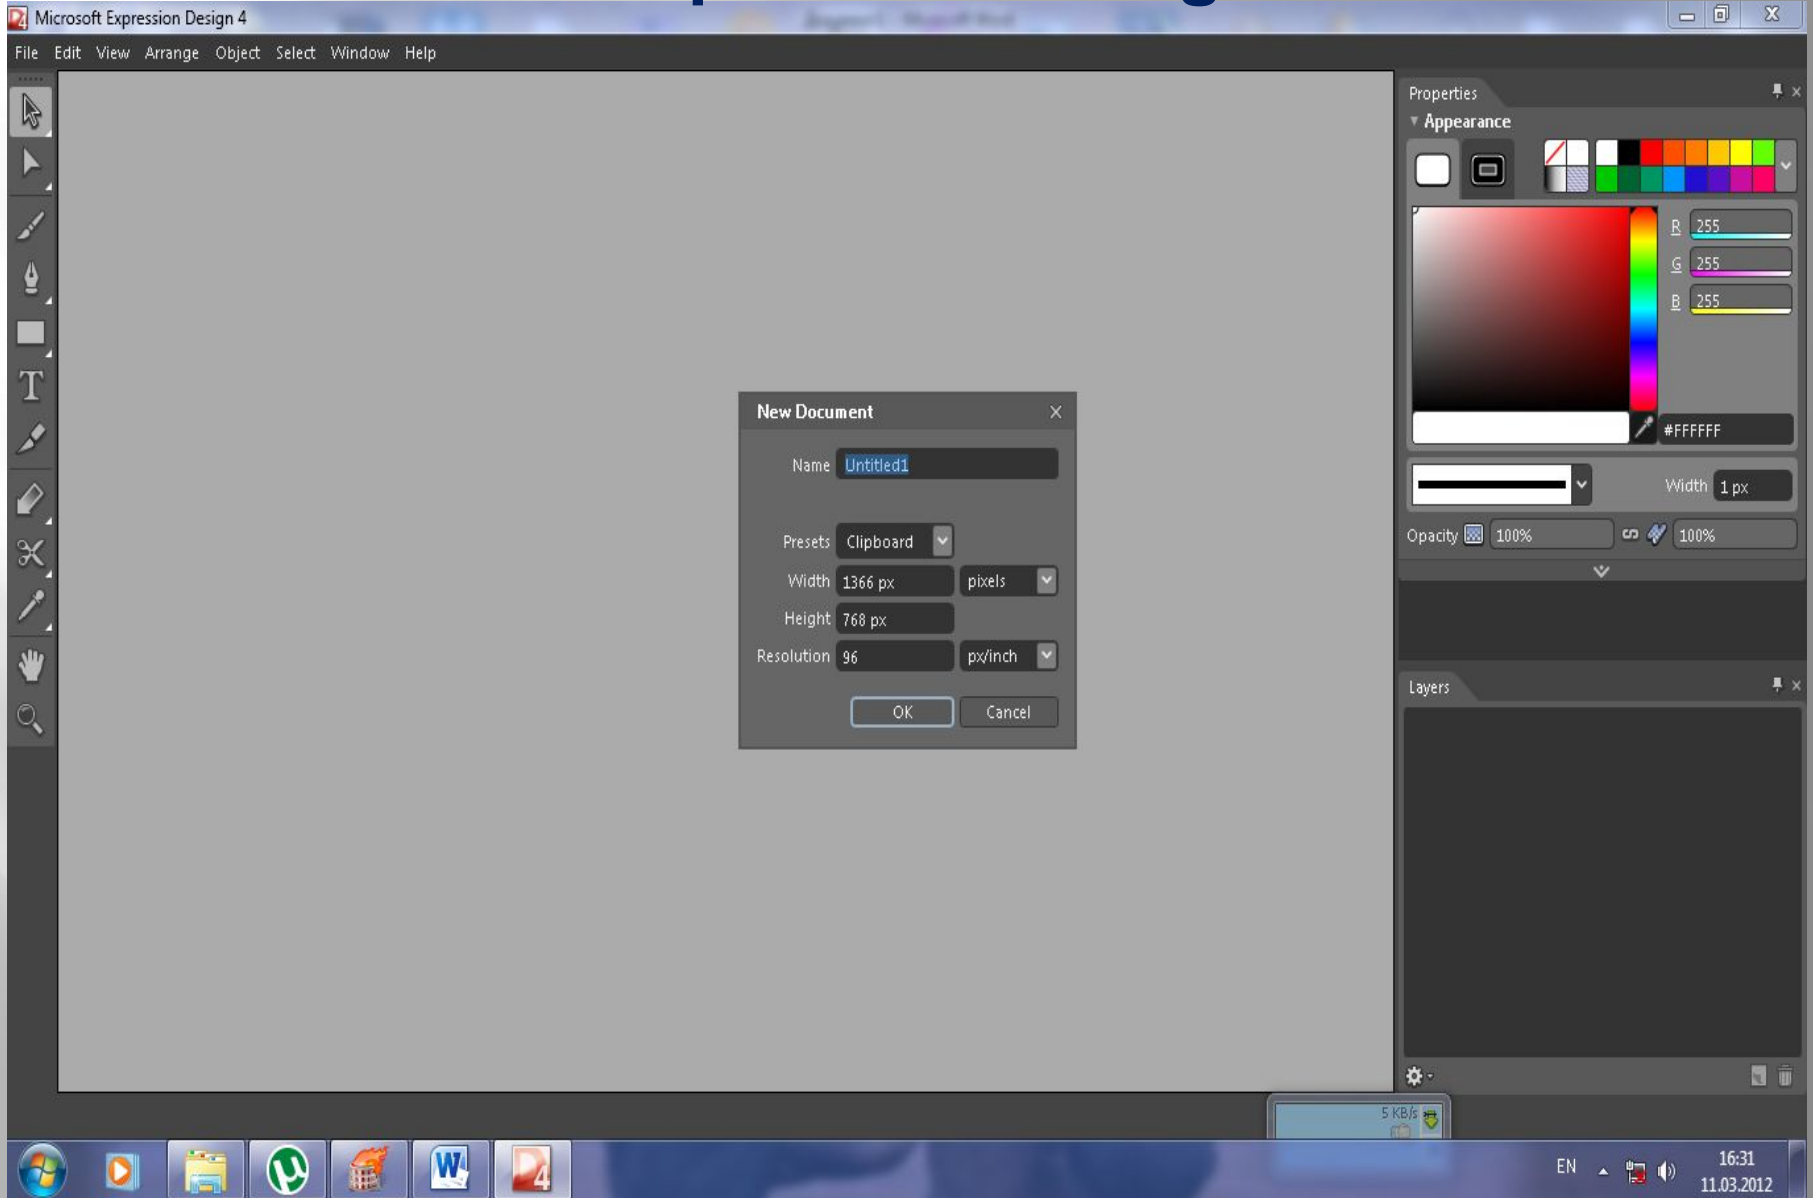 Microsoft Expression Design 4
File Edit View Arrange Object Select Window Help
Properties
Appearance
R 255
G 255
B 255
#FFFFFF
Width 1 px
Opacity 100% 100%
New Document
Name Untitled1
Presets Clipboard
Width 1366 px pixels
Height 768 px
Resolution 96 px/inch
OK Cancel
Layers
5 KB/s
EN
16:31
11.03.2012